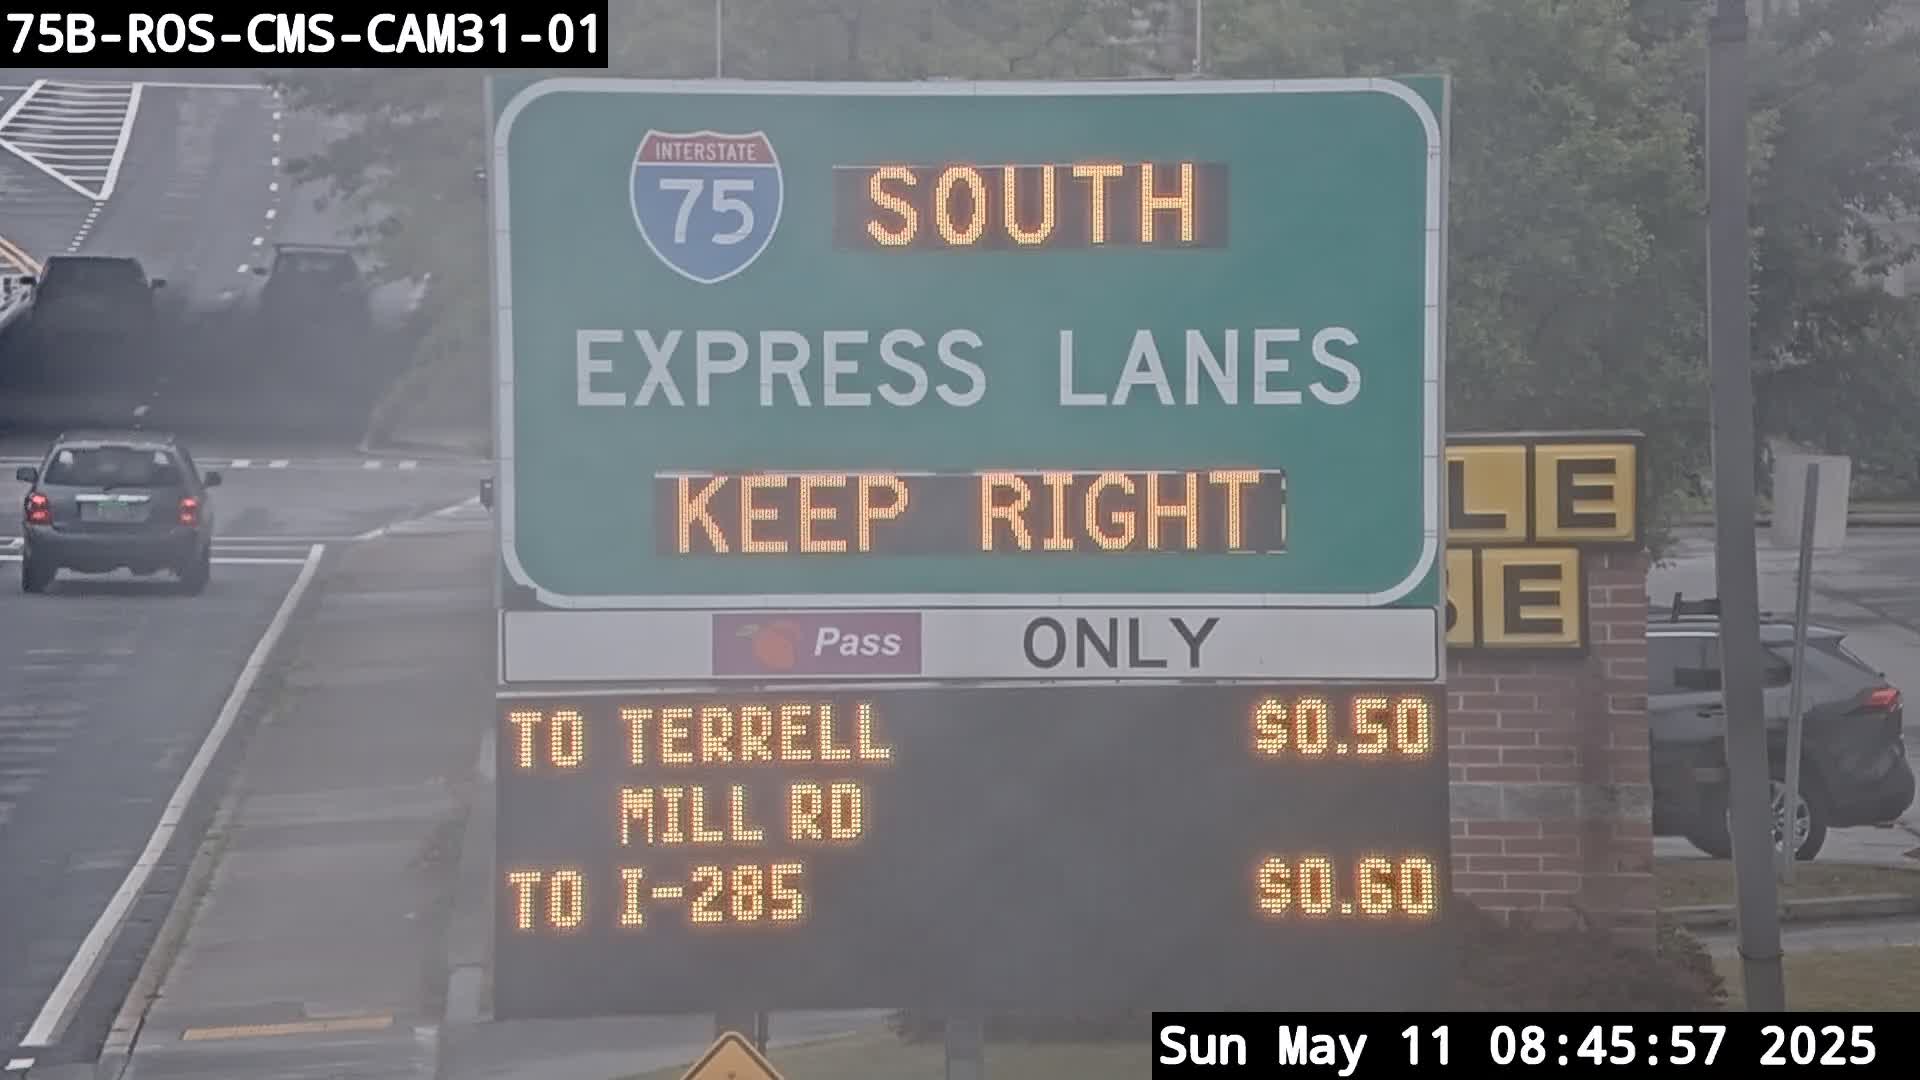 75B-ROS-CMS-CAM31-01
INTERSTATE
75
SOUTH
EXPRESS LANES
KEEP RIGHT
Pass ONLY
TO TERRELL $0.50
MILL RD
TO I-285 $0.60
LE
E
Sun May 11 08:45:57 2025